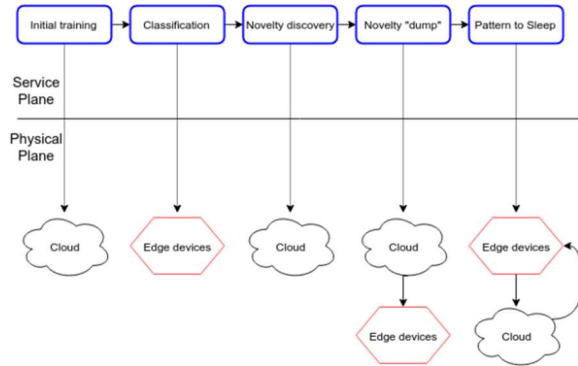 Initial training
Classification
Novelty discovery
Novelty "dump"
Pattern to Sleep
Service
Plane
Physical
Plane
Cloud
Edge devices
Cloud
Cloud
Edge devices
Edge devices
Cloud